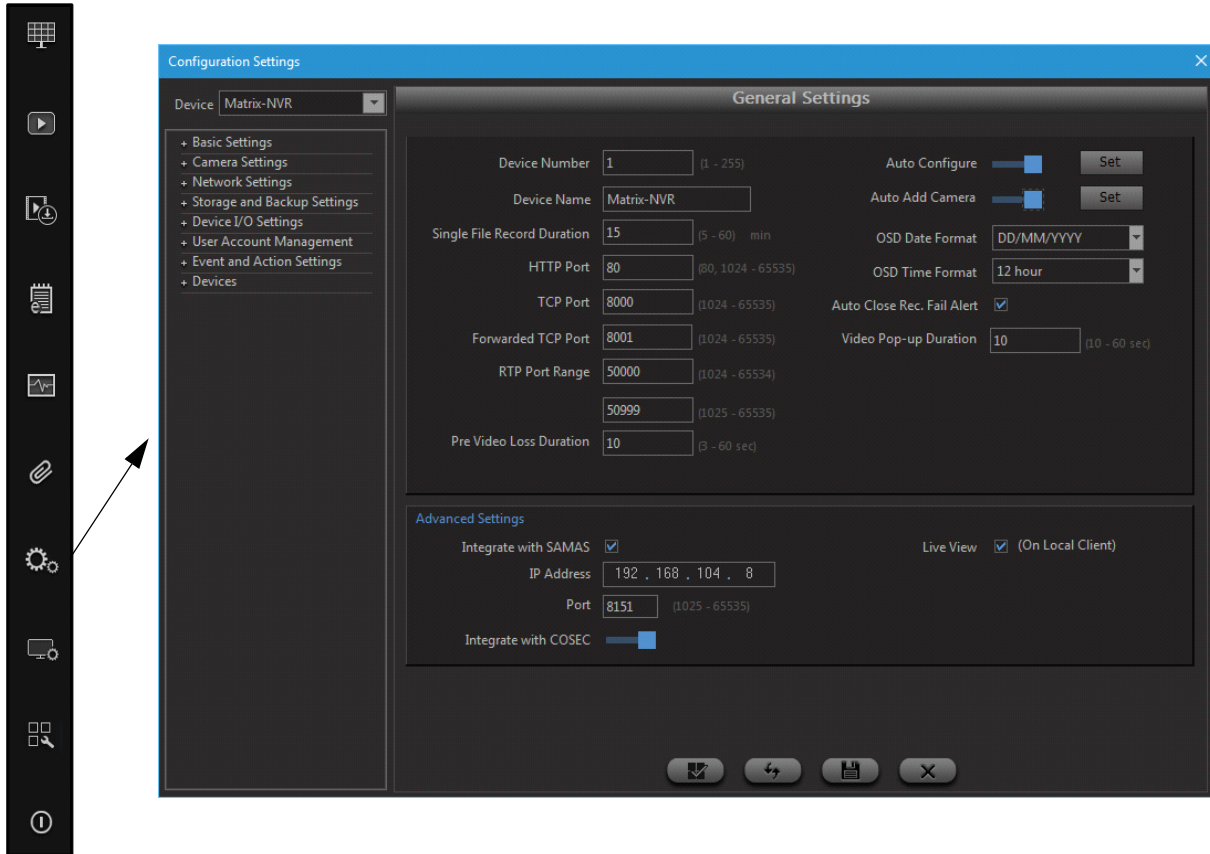 Configuration Settings
Device Matrix-NVR
+ Basic Settings
+ Camera Settings
+ Network Settings
+ Storage and Backup Settings
+ Device I/O Settings
+ User Account Management
+ Event and Action Settings
+ Devices
General Settings
Device Number 1 (1 - 255)
Device Name Matrix-NVR
Single File Record Duration 15 (5 - 60) min
HTTP Port 80 (80, 1024 - 65535)
TCP Port 8000 (1024 - 65535)
Forwarded TCP Port 8001 (1024 - 65535)
RTP Port Range 50000 (1024 - 65534)
50999 (1025 - 65535)
Pre Video Loss Duration 10 (3 - 60 sec)
Auto Configure Set
Auto Add Camera Set
OSD Date Format DD/MM/YYYY
OSD Time Format 12 hour
Auto Close Rec. Fail Alert
Video Pop-up Duration 10 (10 - 60 sec)
Advanced Settings
Integrate with SAMAS
IP Address 192 . 168 . 104 . 8
Port 8151 (1025 - 65535)
Integrate with COSEC
Live View (On Local Client)